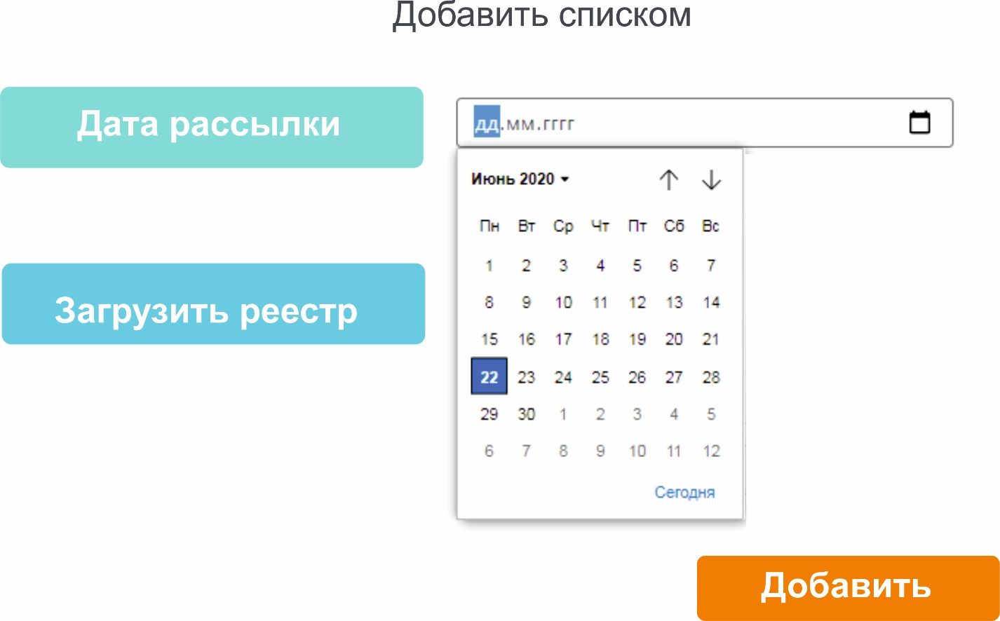 Добавить списком
Дата рассылки
дд.мм.гггг
Июнь 2020
Пн Вт Ср Чт Пт Сб Вс
1 2 3 4 5 6 7
8 9 10 11 12 13 14
Загрузить реестр
15 16 17 18 19 20 21
22 23 24 25 26 27 28
29 30 1 2 3 4 5
6 7 8 9 10 11 12
Сегодня
Добавить